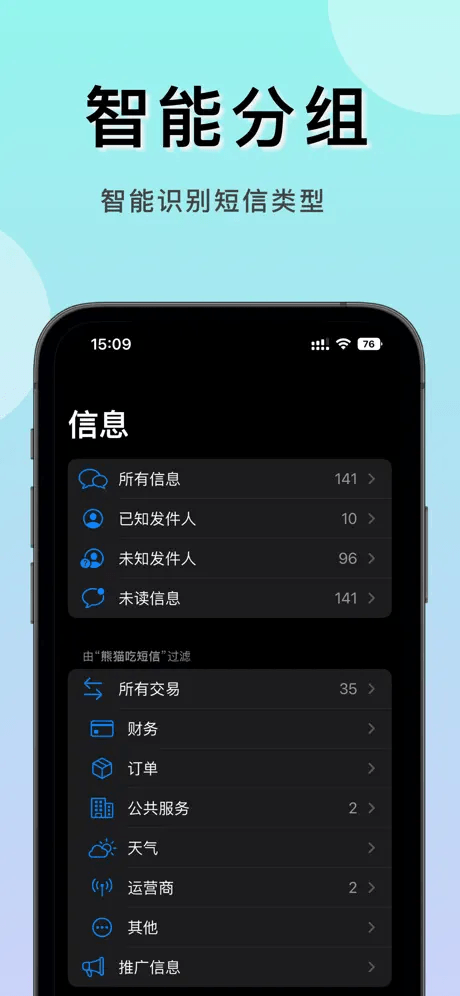 智能分组
智能识别短信类型
15:09
76
信息
所有信息 141
已知发件人 10
未知发件人 96
未读信息 141
由“熊猫吃短信”过滤
所有交易 35
财务
订单
公共服务 2
天气
运营商 2
其他
推广信息